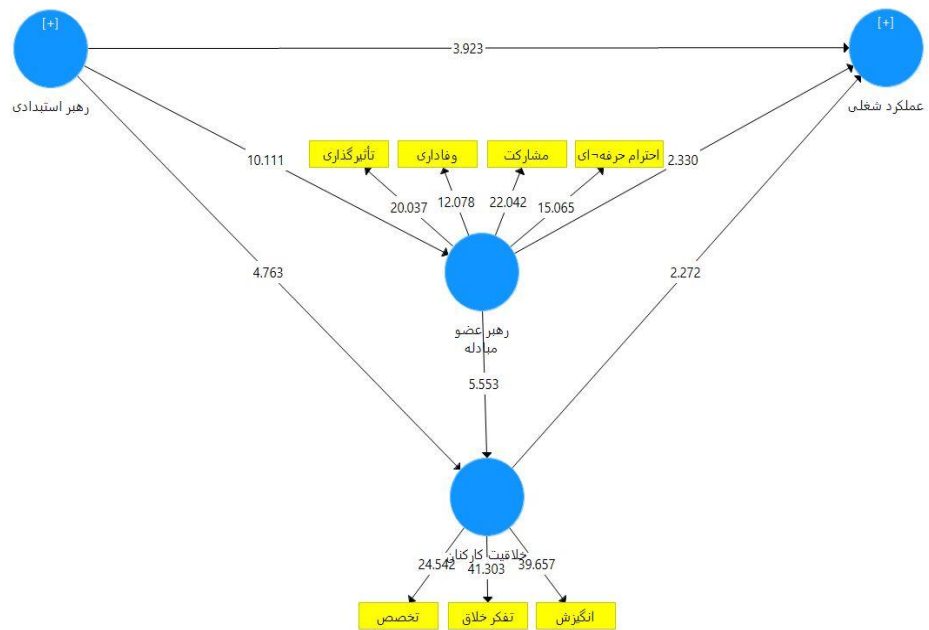 [+]
[+]
3.923
رهبر استبدادی
عملکرد شغلی
تأثیرگذاری
وفاداری
مشارکت
احترام حرفه¬ای
10.111
2.330
20.037
12.078
22.042
15.065
4.763
2.272
رهبر عضو
مبادله
5.553
خلاقیت کارکنان
24.542
41.303
39.657
تخصص
تفکر خلاق
انگیزش